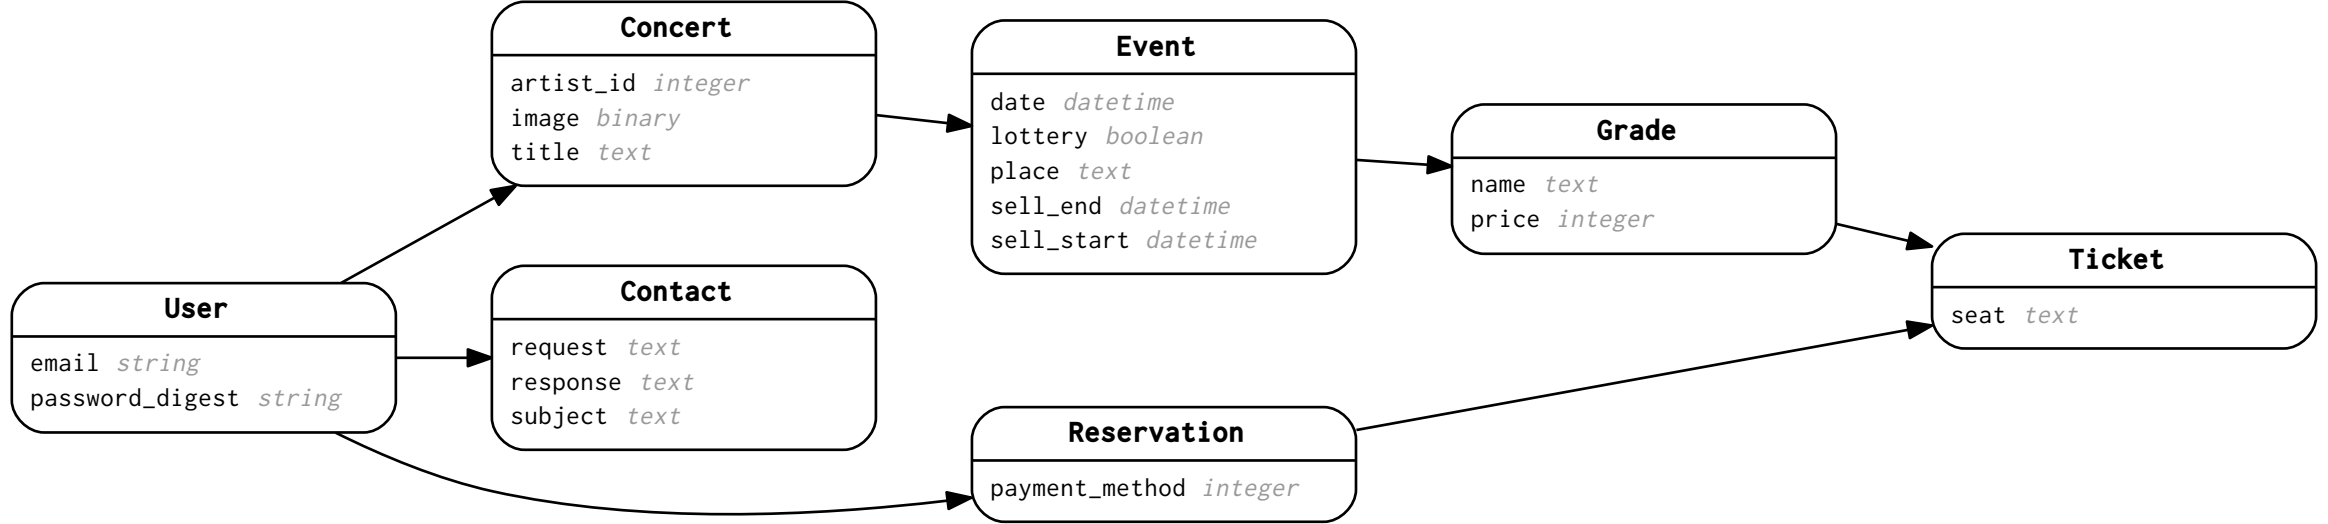 Concert
artist_id integer
image binary
title text
Event
date datetime
lottery boolean
place text
sell_end datetime
sell_start datetime
Grade
name text
price integer
Ticket
seat text
User
email string
password_digest string
Contact
request text
response text
subject text
Reservation
payment_method integer